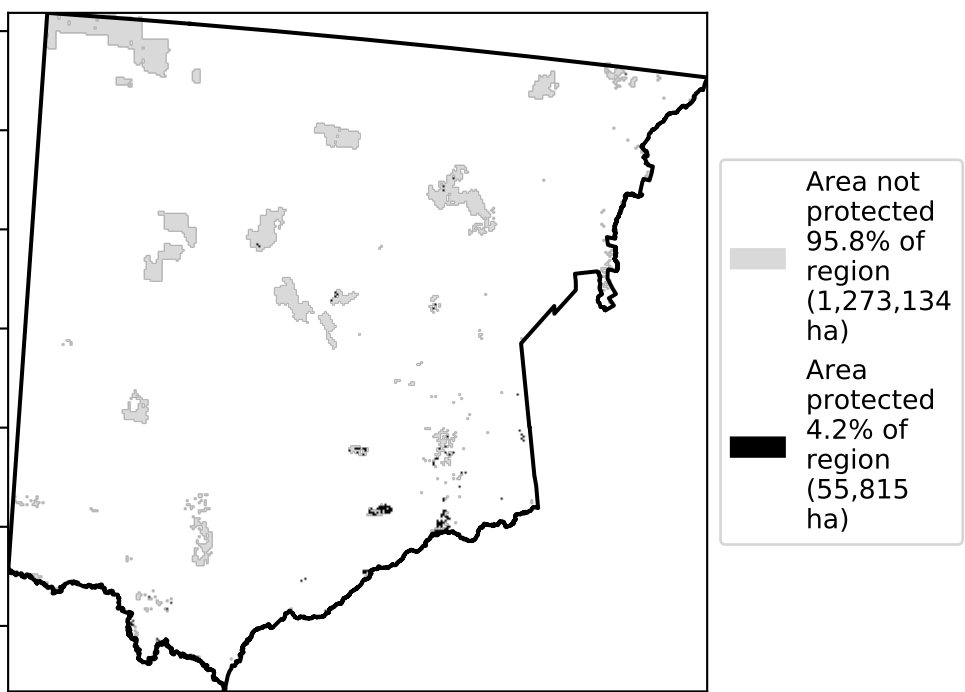 Area not
protected
95.8% of
region
(1,273,134
ha)
Area
protected
4.2% of
region
(55,815
ha)